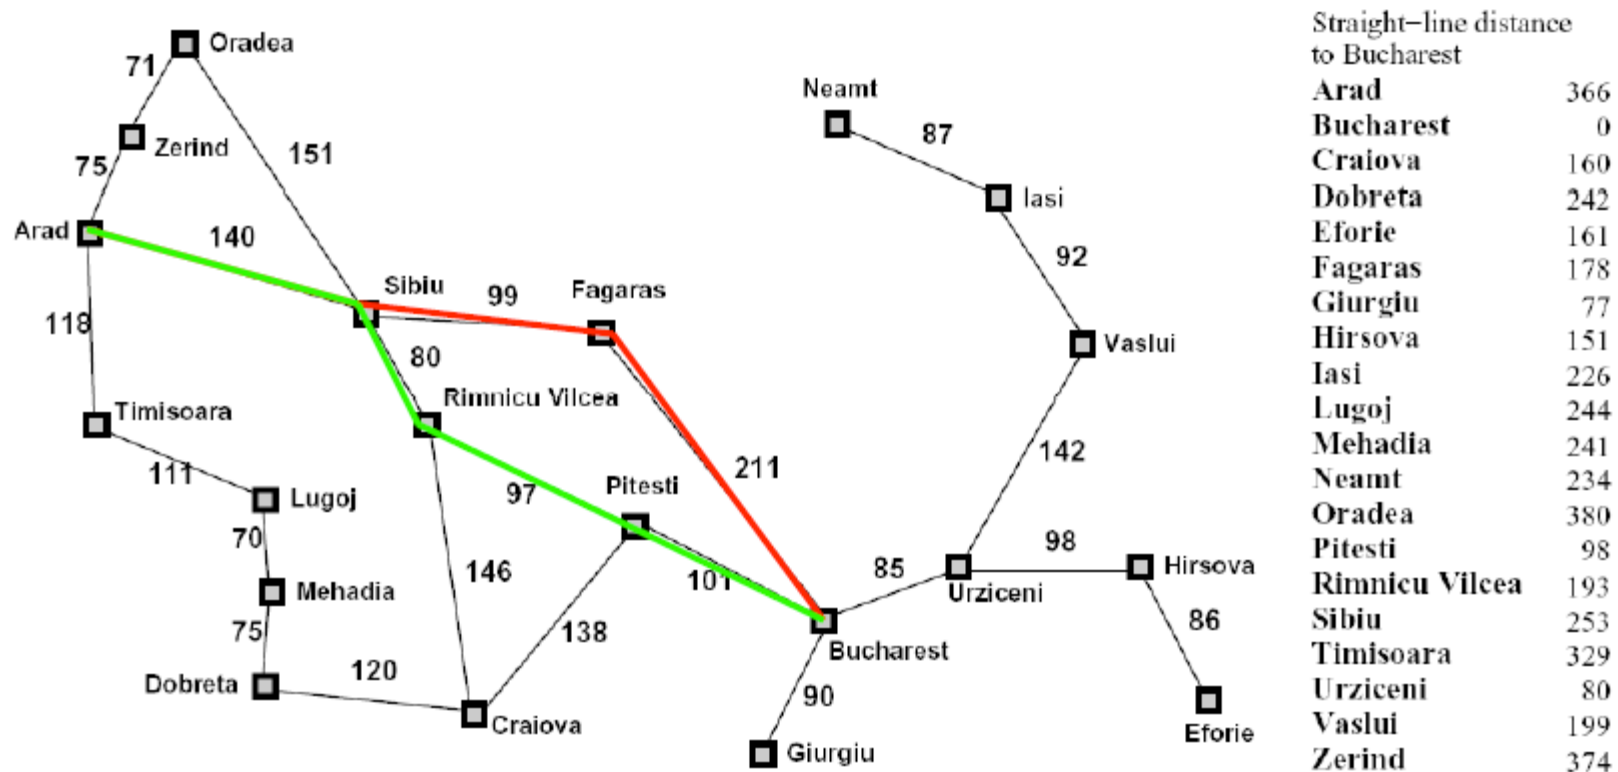 Oradea
71
Zerind
151
75
Arad
140
Sibiu
99
Fagaras
118
80
Rimnicu Vilcea
Timisoara
111
Lugoj
97
Pitesti
211
70
Mehadia
146
101
75
138
Dobreta
120
Craiova
Bucharest
90
Giurgiu
Neamt
87
Iasi
92
Vaslui
142
85
98
Hirsova
Urziceni
86
Eforie
Straight-line distance
to Bucharest
Arad 366
Bucharest 0
Craiova 160
Dobreta 242
Eforie 161
Fagaras 178
Giurgiu 77
Hirsova 151
Iasi 226
Lugoj 244
Mehadia 241
Neamt 234
Oradea 380
Pitesti 98
Rimnicu Vilcea 193
Sibiu 253
Timisoara 329
Urziceni 80
Vaslui 199
Zerind 374